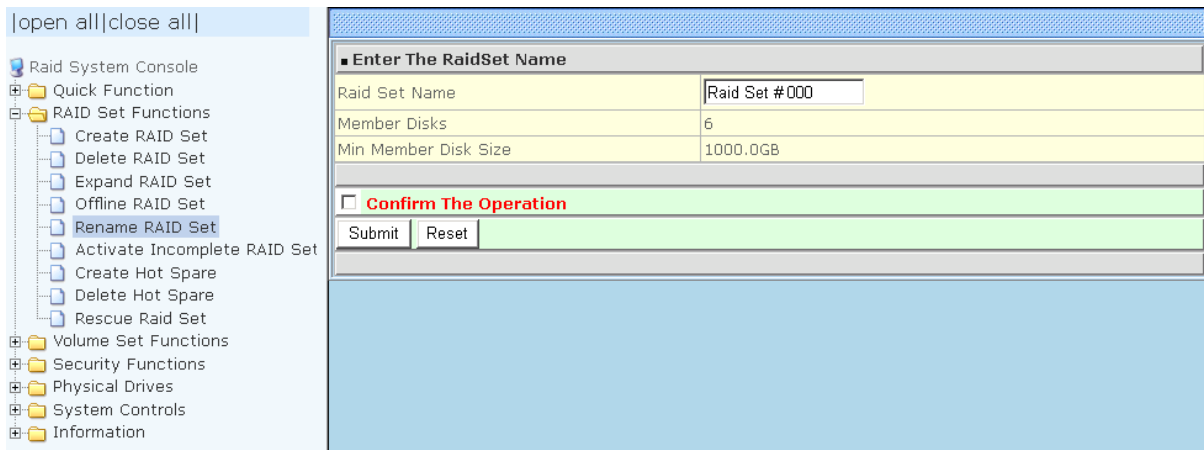 |open all|close all|
Raid System Console
Quick Function
RAID Set Functions
Create RAID Set
Delete RAID Set
Expand RAID Set
Offline RAID Set
Rename RAID Set
Activate Incomplete RAID Set
Create Hot Spare
Delete Hot Spare
Rescue Raid Set
Volume Set Functions
Security Functions
Physical Drives
System Controls
Information
Enter The RaidSet Name
Raid Set Name Raid Set #000
Member Disks 6
Min Member Disk Size 1000.0GB
Confirm The Operation
Submit Reset